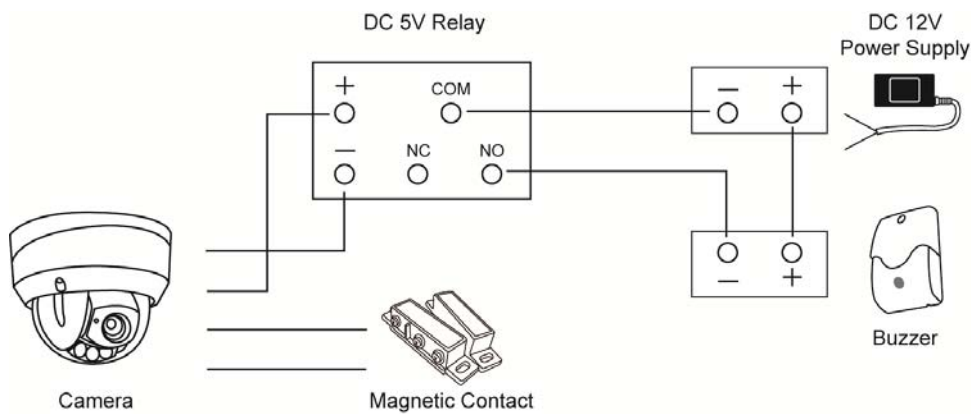 DC 5V Relay
DC 12V
Power Supply
+
COM
—
+
—
NC
NO
—
+
Buzzer
Camera
Magnetic Contact